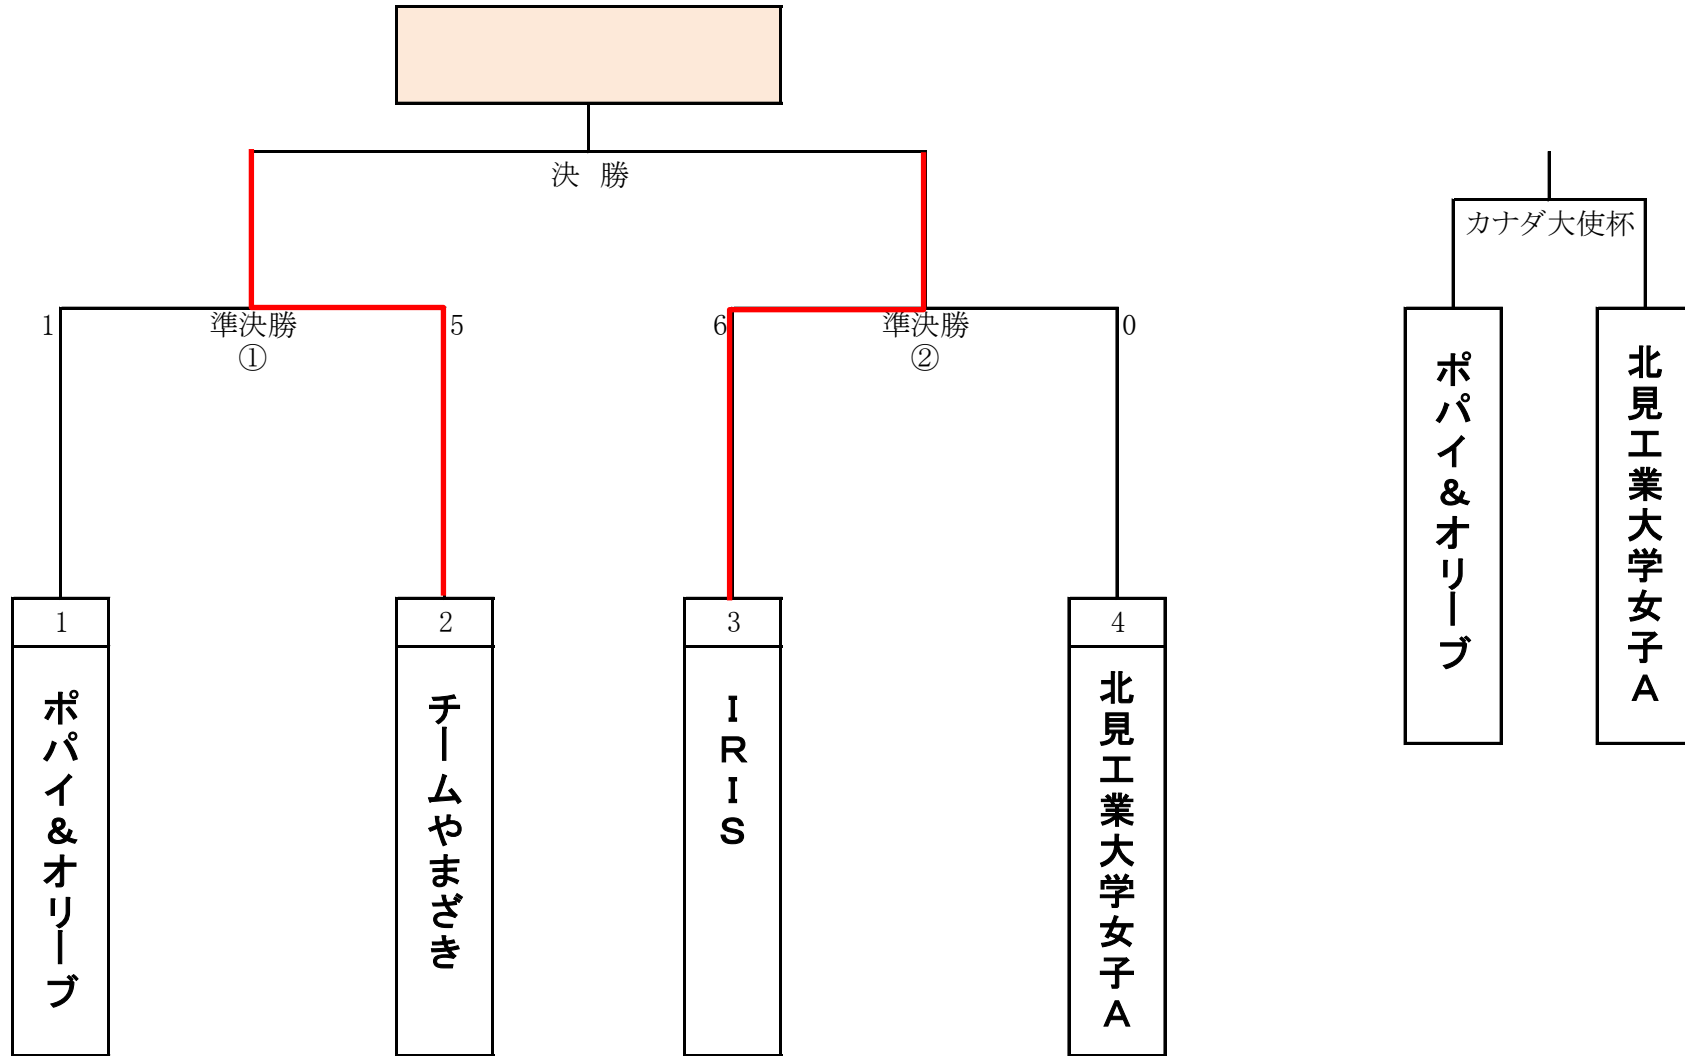 決 勝
カナダ大使杯
1
準決勝
①
5
6
準決勝
②
0
ポパイ&オリーブ
北見工業大学女子A
1
2
3
4
ポパイ&オリーブ
チームやまざき
IRIS
北見工業大学女子A